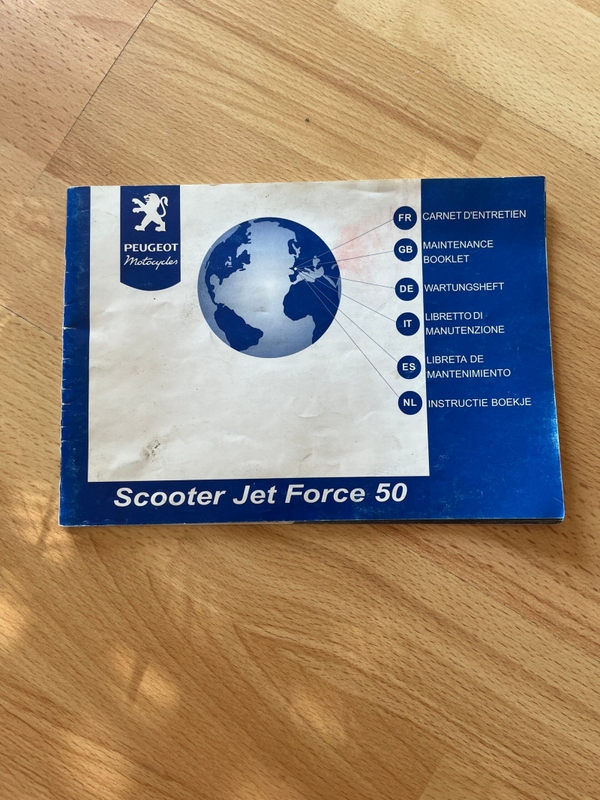 PEUGEOT
Motocycles
FR CARNET D'ENTRETIEN
GB MAINTENANCE
BOOKLET
DE WARTUNGSHEFT
IT LIBRETTO DI
MANUTENZIONE
ES LIBRETA DE
MANTENIMIENTO
NL INSTRUCTIE BOEKJE
Scooter Jet Force 50